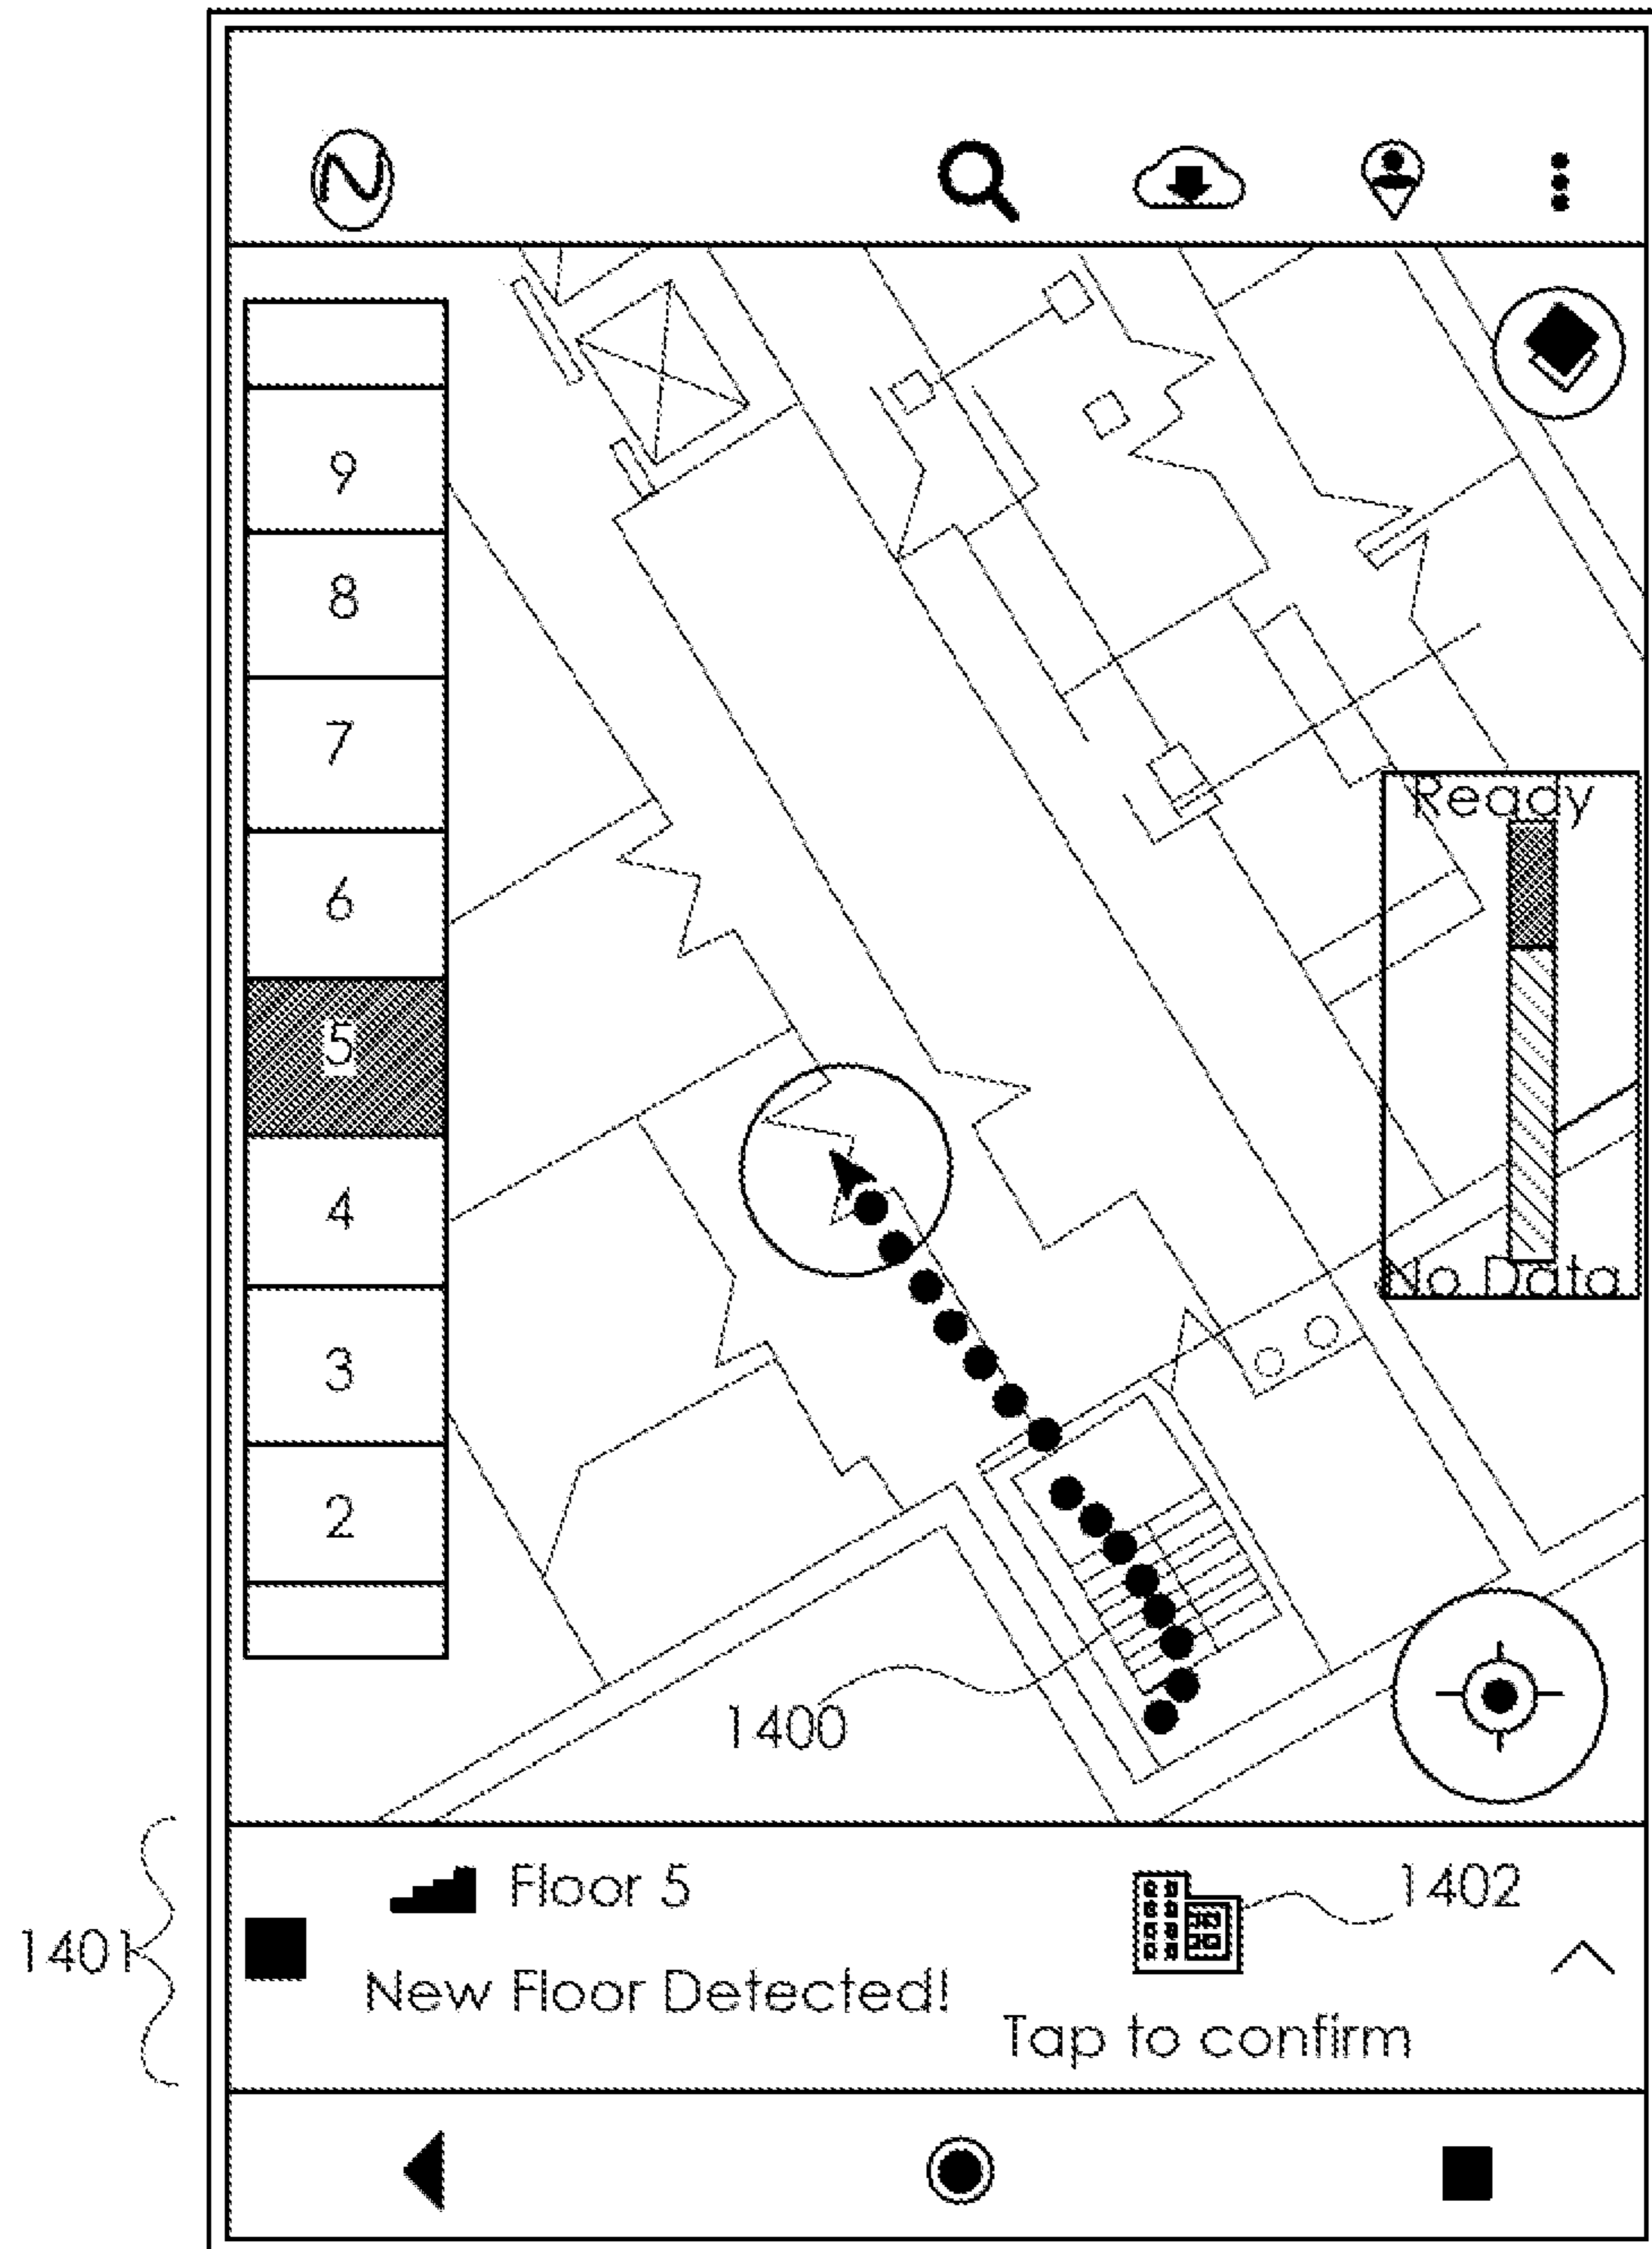 N
9
8
7
6
5
4
3
2
Ready
No Data
1400
1401
Floor 5
1402
New Floor Detected!
Tap to confirm